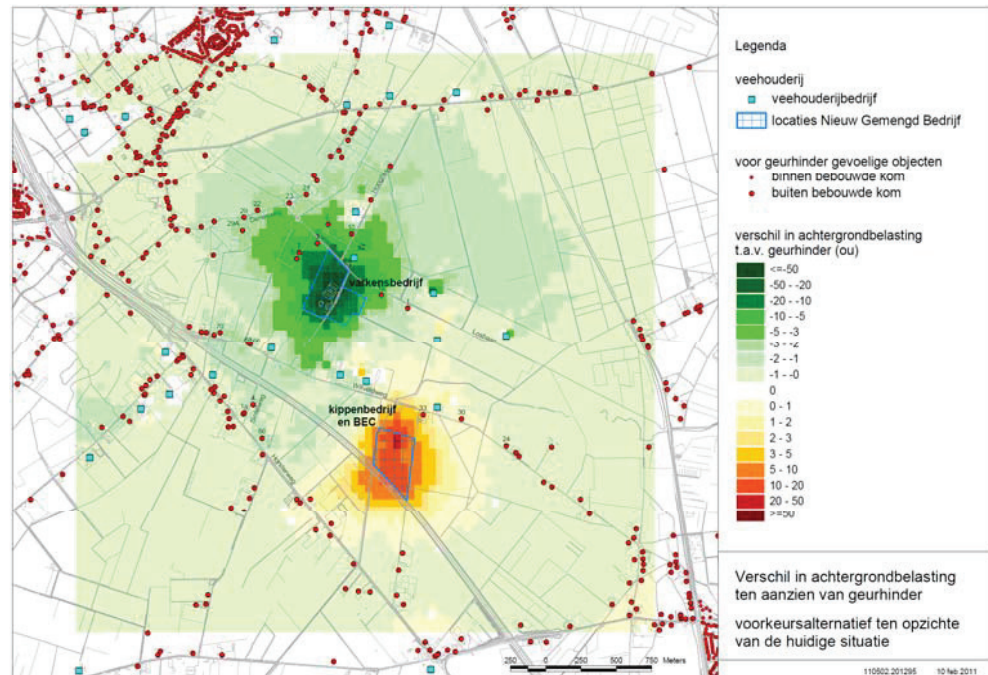 Legenda
veehouderij
veehouderijbedrijf
locaties Nieuw Gemengd Bedrijf
voor geurhinder gevoelige objecten
binnen bebouwde kom
buiten bebouwde kom
verschil in achtergrondbelasting
t.a.v. geurhinder (ou)
<=-50
-50 - -20
-20 - -10
-10 - -5
-5 - -3
-3 - -2
-2 - -1
-1 - -0
0
0 - 1
1 - 2
2 - 3
3 - 5
5 - 10
10 - 20
20 - 50
>=50
varkensbedrijf
kippenbedrijf
en BEC
33
30
24
66
250 0 250 500 750 Meters
Verschil in achtergrondbelasting
ten aanzien van geurhinder
voorkeursalternatief ten opzichte
van de huidige situatie
110502.201295 10 feb.2011